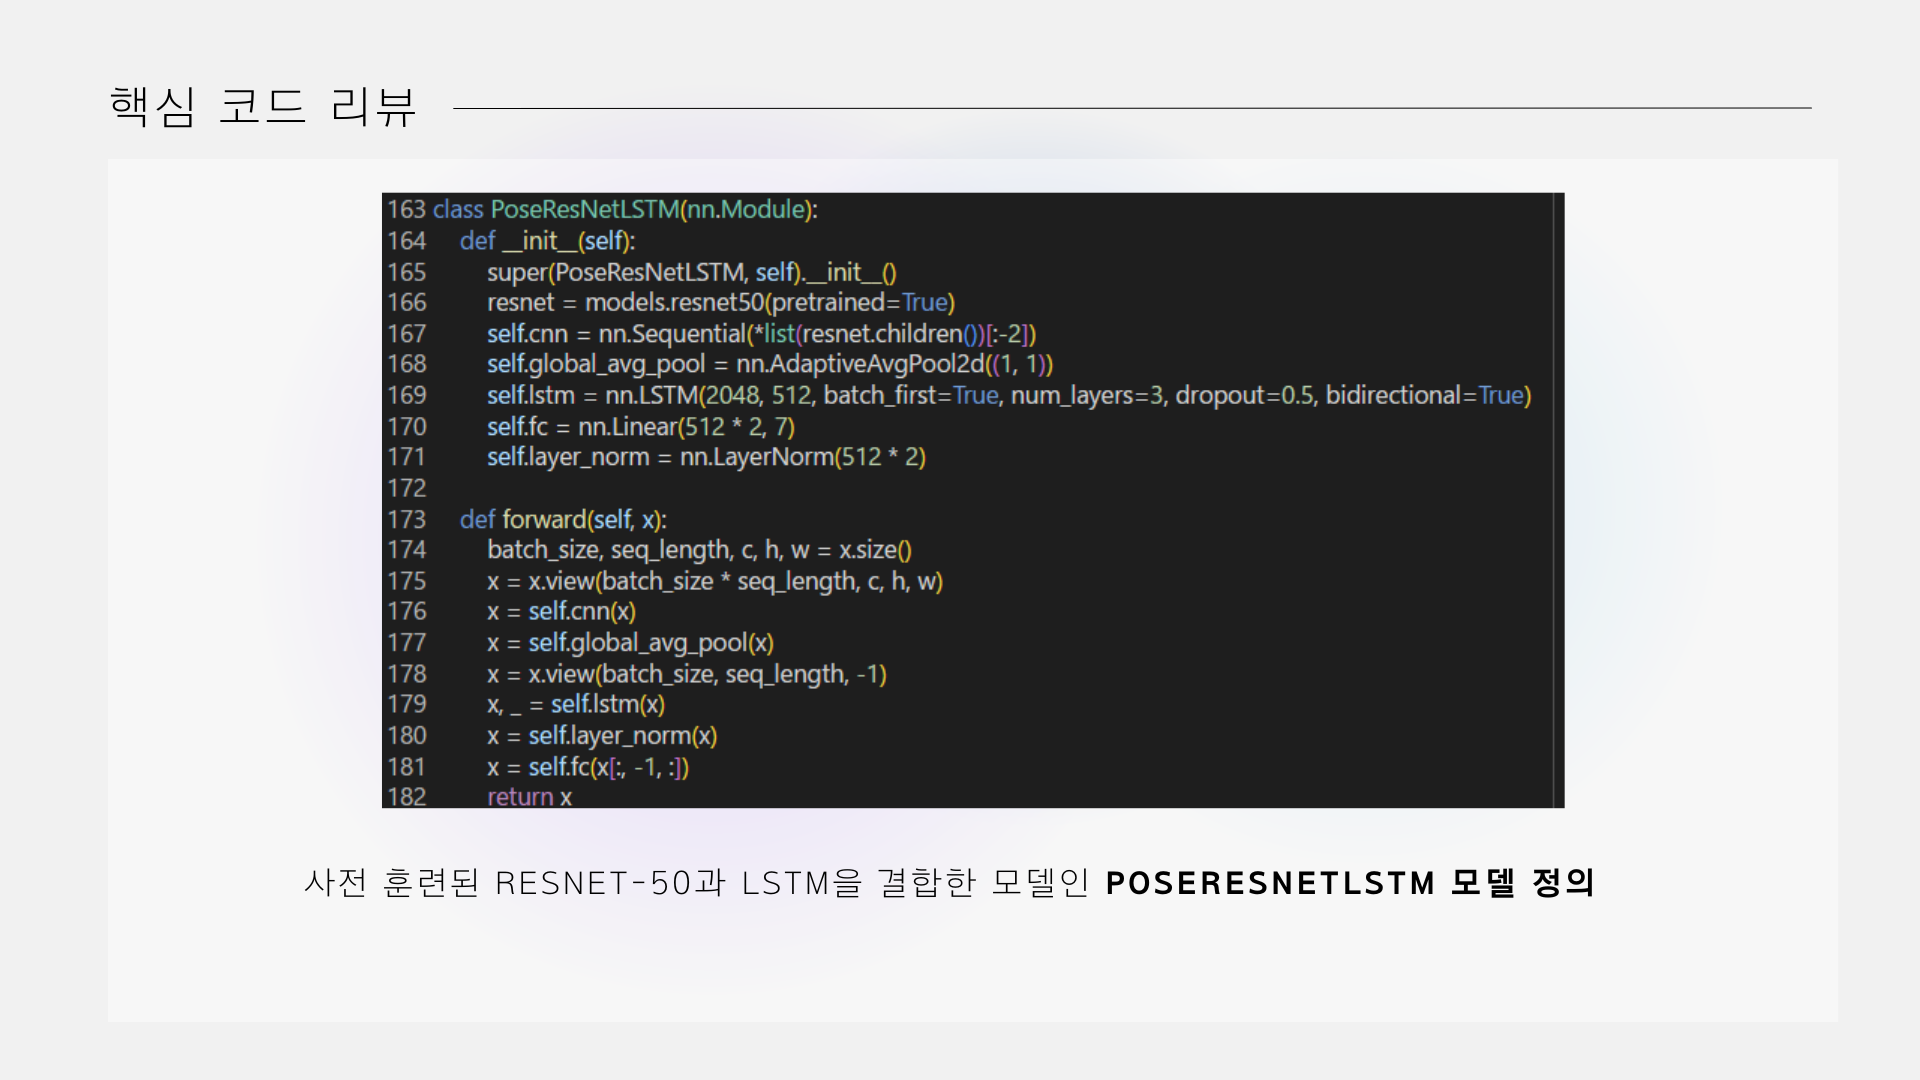 핵심 코드 리뷰
163 class PoseResNetLSTM(nn.Module):
164     def __init__(self):
165         super(PoseResNetLSTM, self).__init__()
166         resnet = models.resnet50(pretrained=True)
167         self.cnn = nn.Sequential(*list(resnet.children())[:-2])
168         self.global_avg_pool = nn.AdaptiveAvgPool2d((1, 1))
169         self.lstm = nn.LSTM(2048, 512, batch_first=True, num_layers=3, dropout=0.5, bidirectional=True)
170         self.fc = nn.Linear(512 * 2, 7)
171         self.layer_norm = nn.LayerNorm(512 * 2)
172
173     def forward(self, x):
174         batch_size, seq_length, c, h, w = x.size()
175         x = x.view(batch_size * seq_length, c, h, w)
176         x = self.cnn(x)
177         x = self.global_avg_pool(x)
178         x = x.view(batch_size, seq_length, -1)
179         x, _ = self.lstm(x)
180         x = self.layer_norm(x)
181         x = self.fc(x[:, -1, :])
182         return x
사전 훈련된 RESNET-50과 LSTM을 결합한 모델인 POSERESNETLSTM 모델 정의